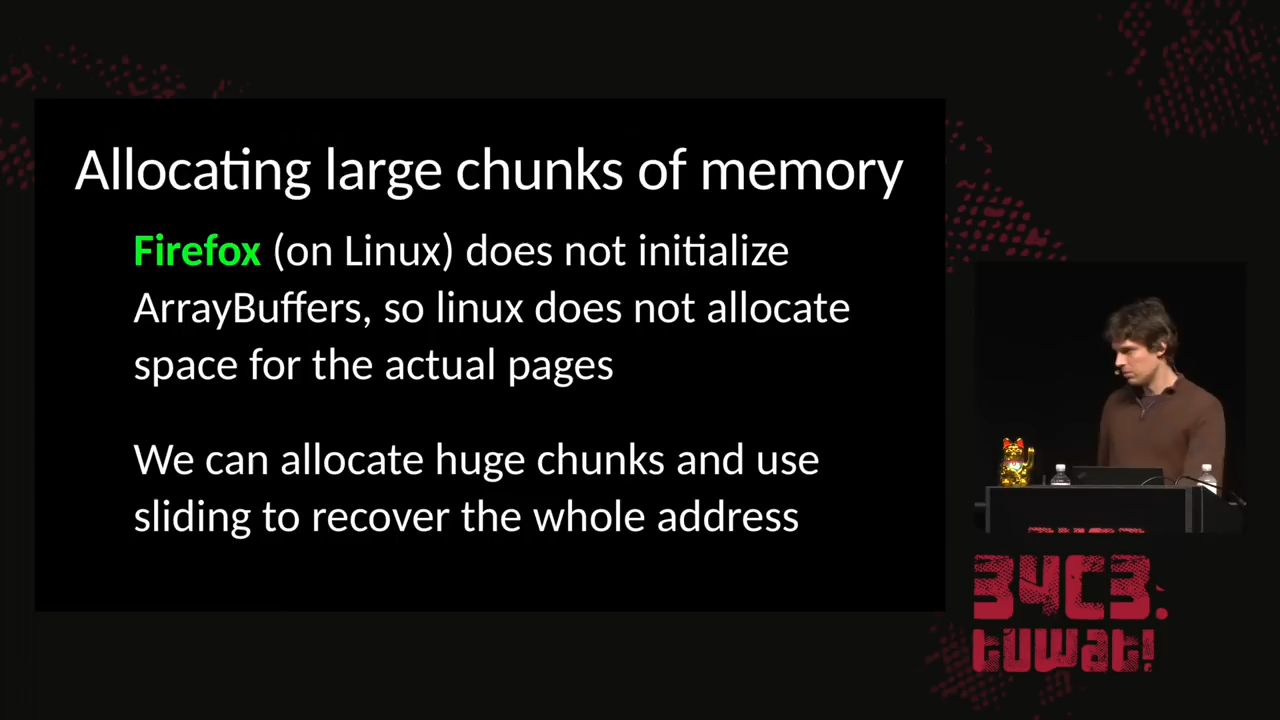 Allocating large chunks of memory
Firefox (on Linux) does not initialize
ArrayBuffers, so linux does not allocate
space for the actual pages
We can allocate huge chunks and use
sliding to recover the whole address
34C3.
tuwat!